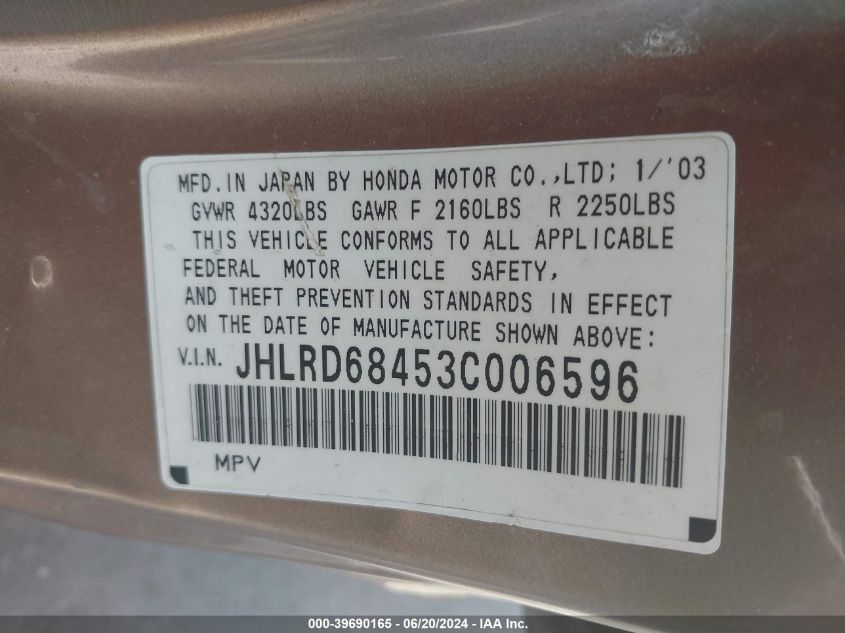 MFD.IN JAPAN BY HONDA MOTOR CO.,LTD; 1/'03
GVWR 4320LBS GAWR F 2160LBS R 2250LBS
THIS VEHICLE CONFORMS TO ALL APPLICABLE
FEDERAL MOTOR VEHICLE SAFETY,
AND THEFT PREVENTION STANDARDS IN EFFECT
ON THE DATE OF MANUFACTURE SHOWN ABOVE:
V.I.N. JHLRD68453C006596
MPV
000-39690165 - 06/20/2024 - IAA Inc.